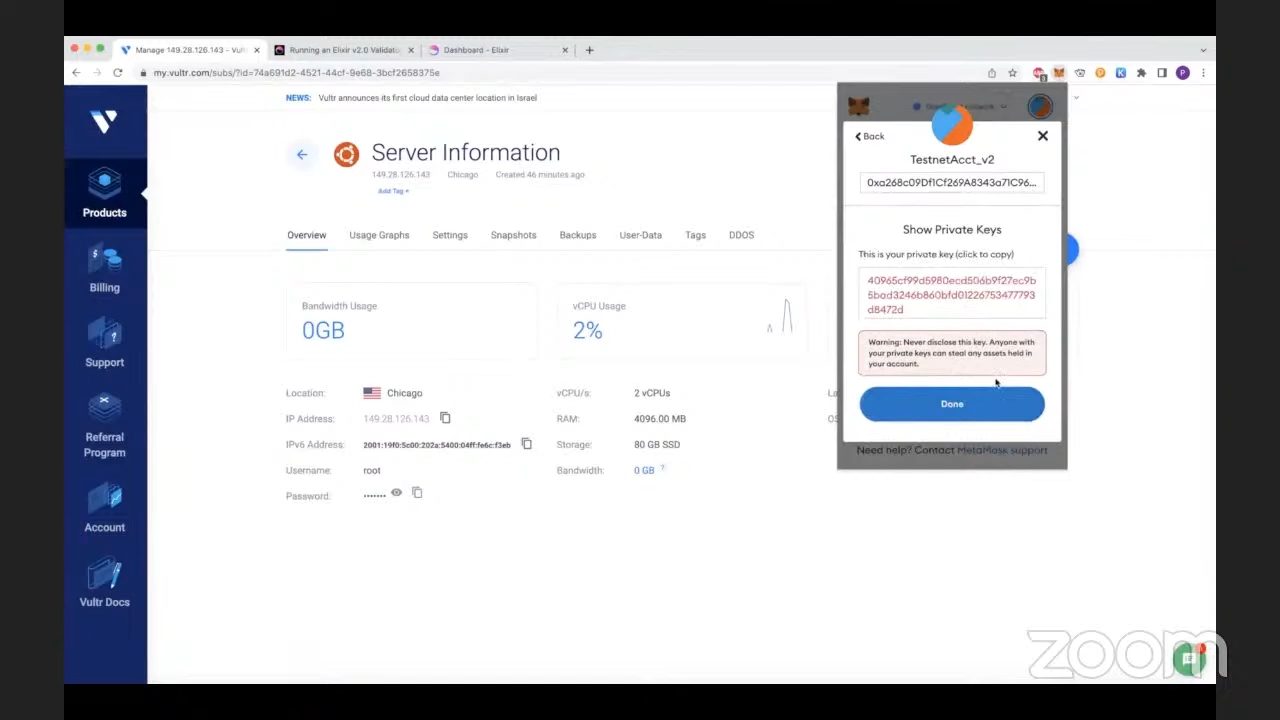 Manage 149.28.126.143 - Vult
Running an Elixir v2.0 Validato
Dashboard - Elixir
my.vultr.com/subs/?id=74a691d2-4521-44cf-9e68-3bcf2658375e
NEWS: Vultr announces its first cloud data center location in Israel
Server Information
149.28.126.143 Chicago Created 46 minutes ago
Add Tag +
Products
Billing
Support
Referral
Program
Account
Vultr Docs
Overview Usage Graphs Settings Snapshots Backups User-Data Tags DDOS
Bandwidth Usage
0GB
vCPU Usage
2%
Location: Chicago
IP Address: 149.28.126.143
IPv6 Address: 2001:19f0:5c00:202a:5400:04ff:fe6c:f3eb
Username: root
Password: .......
vCPU/s: 2 vCPUs
RAM: 4096.00 MB
Storage: 80 GB SSD
Bandwidth: 0 GB ?
Back
TestnetAcct_v2
0xa268c09Df1Cf269A8343a71C96...
Show Private Keys
This is your private key (click to copy)
40965cf99d5980ecd506b9f27ec9b
5bad3246b860bfd01226753477793
d8472d
Warning: Never disclose this key. Anyone with
your private keys can steal any assets held in
your account.
Done
Need help? Contact MetaMask support
zoom